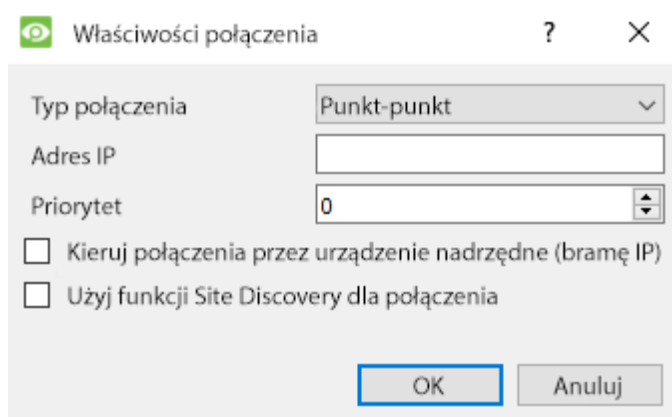 Właściwości połączenia ?
Typ połączenia Punkt-punkt
Adres IP
Priorytet 0
Kieruj połączenia przez urządzenie nadrzędne (bramę IP)
Użyj funkcji Site Discovery dla połączenia
OK Anuluj